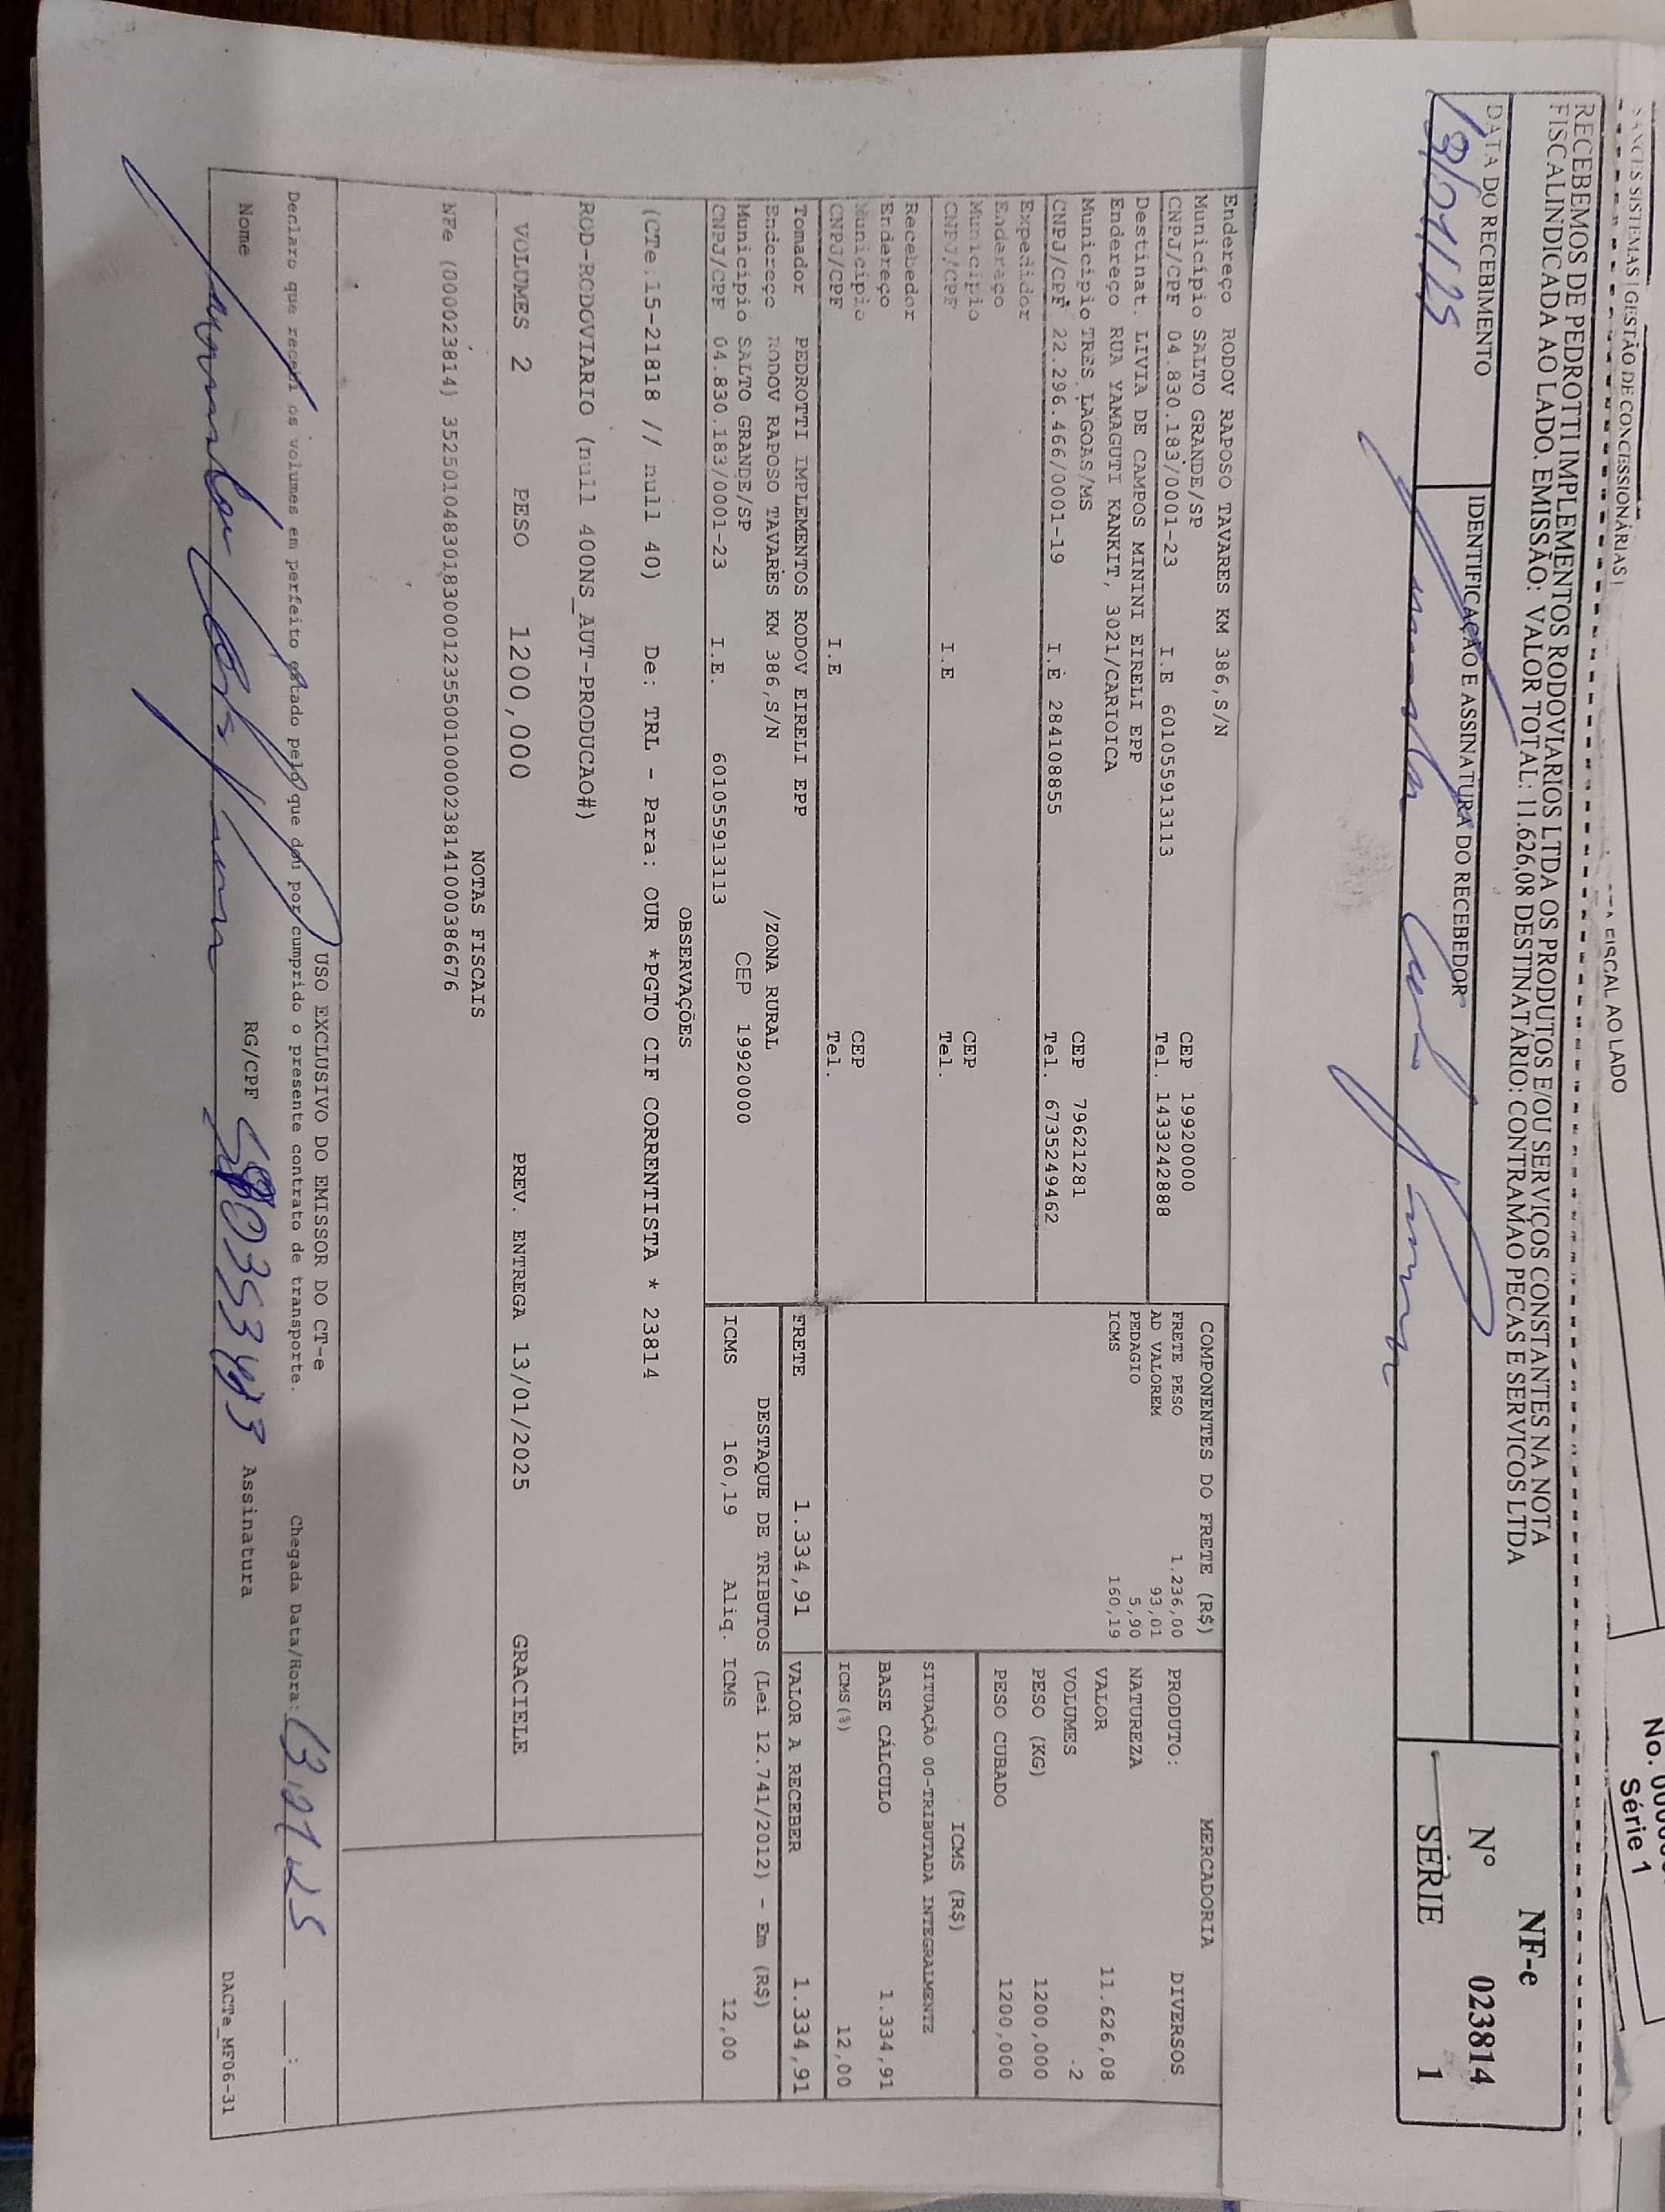 SISTEMAS | GESTÃO DE CONCESSIONÁRIAS |
FISCAL AO LADO
No.
Série 1
RECEBEMOS DE PEDROTTI IMPLEMENTOS RODOVIARIOS LTDA OS PRODUTOS E/OU SERVIÇOS CONSTANTES NA NOTA
FISCALINDICADA AO LADO. EMISSÃO: VALOR TOTAL: 11.626,08 DESTINATÁRIO: CONTRAMAO PECAS E SERVICOS LTDA
NF-e
Nº 023814
SÉRIE 1
DATA DO RECEBIMENTO
IDENTIFICAÇÃO E ASSINATURA DO RECEBEDOR
Endereço RODOV RAPOSO TAVARES KM 386,S/N
Município SALTO GRANDE/SP CEP 19920000
CNPJ/CPF 04.830.183/0001-23 I.E 601055913113 Tel. 1433242888
Destinat. LIVIA DE CAMPOS MININI EIRELI EPP
Endereço RUA YAMAGUTI KANKIT, 3021/CARIOICA
Município TRES LAGOAS/MS CEP 79621281
CNPJ/CPF 22.296.466/0001-19 I.E 284108855 Tel. 6735249462
Expedidor
Endereço
Município CEP
CNPJ/CPF I.E Tel.
Recebedor
Endereço
Município CEP
CNPJ/CPF I.E Tel.
Tomador PEDROTTI IMPLEMENTOS RODOV EIRELI EPP
Endereço RODOV RAPOSO TAVARES KM 386,S/N /ZONA RURAL
Município SALTO GRANDE/SP CEP 19920000
CNPJ/CPF 04.830.183/0001-23 I.E. 601055913113
COMPONENTES DO FRETE (R$)
FRETE PESO 1.236,00
AD VALOREM 93,01
PEDAGIO 5,90
ICMS 160,19
MERCADORIA
PRODUTO: DIVERSOS
NATUREZA
VALOR 11.626,08
VOLUMES 2
PESO (KG) 1200,000
PESO CUBADO 1200,000
ICMS (R$)
SITUAÇÃO 00-TRIBUTADA INTEGRALMENTE
BASE CÁLCULO 1.334,91
ICMS(%) 12,00
FRETE 1.334,91 VALOR A RECEBER 1.334,91
DESTAQUE DE TRIBUTOS (Lei 12.741/2012) - Em (R$)
ICMS 160,19 Aliq. ICMS 12,00
OBSERVAÇÕES
(CTe:15-21818 // null 40) De: TRL - Para: OUR *PGTO CIF CORRENTISTA * 23814
ROD-RODOVIARIO (null 400NS_AUT-PRODUCAO#)
VOLUMES 2 PESO 1200,000 PREV. ENTREGA 13/01/2025 GRACIELE
NOTAS FISCAIS
NFe (000023814) 35250104830183000123550010000238141000386676
USO EXCLUSIVO DO EMISSOR DO CT-e
Declaro que recebi os volumes em perfeito estado pelo que dou por cumprido o presente contrato de transporte. Chegada Data/Hora: 13/01/25
Nome RG/CPF Assinatura
DACTe_MF06-31